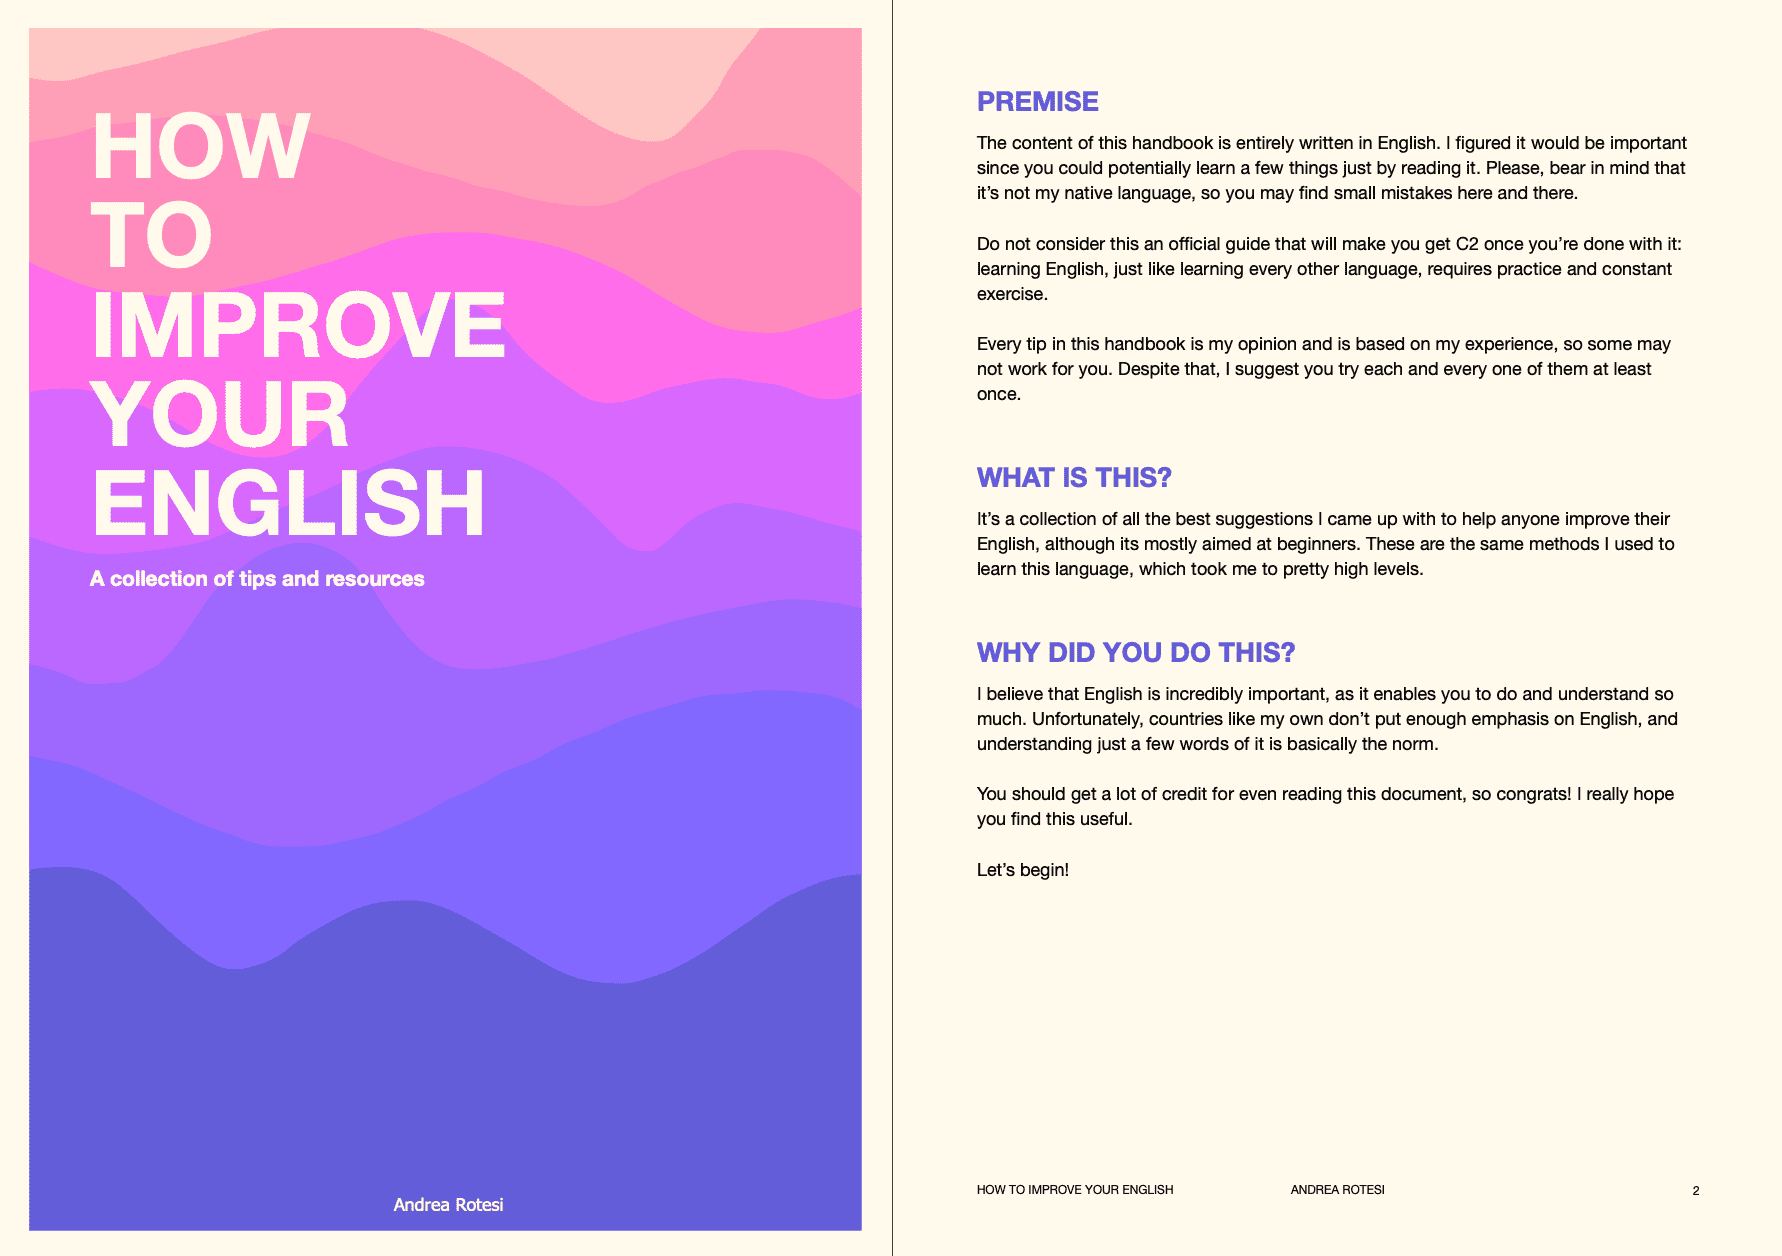 HOW
TO
IMPROVE
YOUR
ENGLISH
A collection of tips and resources
Andrea Rotesi
PREMISE
The content of this handbook is entirely written in English. I figured it would be important
since you could potentially learn a few things just by reading it. Please, bear in mind that
it’s not my native language, so you may find small mistakes here and there.
Do not consider this an official guide that will make you get C2 once you’re done with it:
learning English, just like learning every other language, requires practice and constant
exercise.
Every tip in this handbook is my opinion and is based on my experience, so some may
not work for you. Despite that, I suggest you try each and every one of them at least
once.
WHAT IS THIS?
It’s a collection of all the best suggestions I came up with to help anyone improve their
English, although its mostly aimed at beginners. These are the same methods I used to
learn this language, which took me to pretty high levels.
WHY DID YOU DO THIS?
I believe that English is incredibly important, as it enables you to do and understand so
much. Unfortunately, countries like my own don’t put enough emphasis on English, and
understanding just a few words of it is basically the norm.
You should get a lot of credit for even reading this document, so congrats! I really hope
you find this useful.
Let’s begin!
HOW TO IMPROVE YOUR ENGLISH
ANDREA ROTESI
2